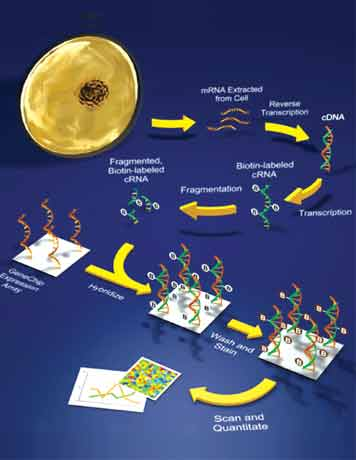 mRNA Extracted
from Cell
Reverse
Transcription
cDNA
Fragmented,
Biotin-labeled
cRNA
Fragmentation
Biotin-labeled
cRNA
Transcription
GeneChip
Expression
Array
Hybridize
Wash and
Stain
Scan and
Quantitate
B
B
B
B
B
B